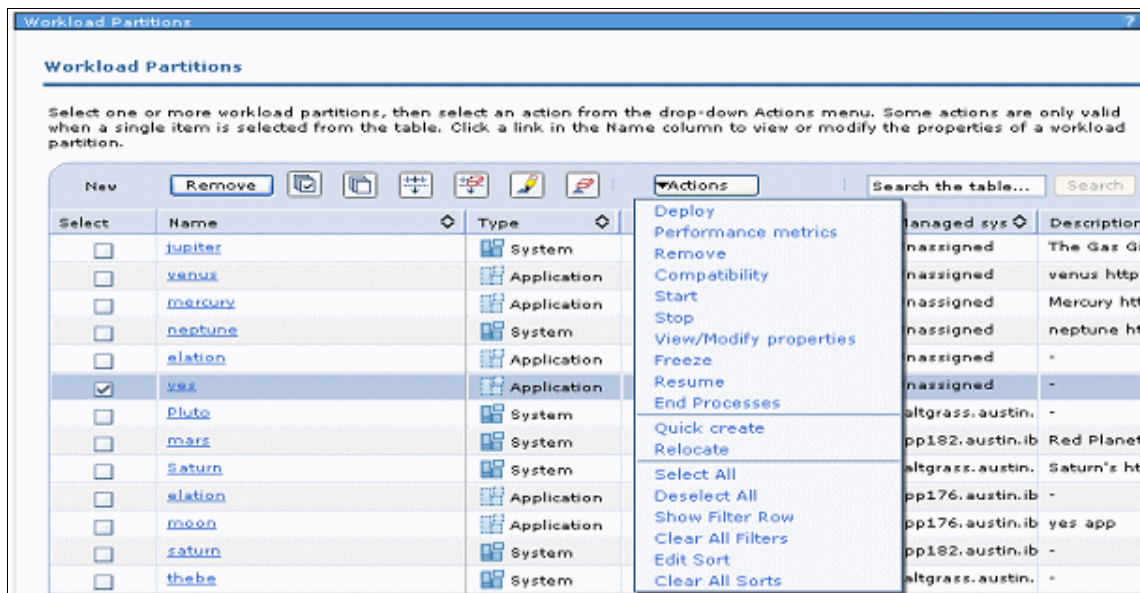 Workload Partitions ?
Workload Partitions
Select one or more workload partitions, then select an action from the drop-down Actions menu. Some actions are only valid
when a single item is selected from the table. Click a link in the Name column to view or modify the properties of a workload
partition.
New Remove Actions Search the table... Search
Select Name Type Managed sys Description
jupiter System nassigned The Gas G
venus Application nassigned venus http
mercury Application nassigned Mercury htt
neptune System nassigned neptune ht
elation Application nassigned -
yes Application nassigned -
Pluto System altgrass.austin. -
mars System pp182.austin.ib Red Planet
Saturn System altgrass.austin. Saturn's ht
elation Application pp176.austin.ib -
moon Application pp176.austin.ib yes app
saturn System pp182.austin.ib -
thebe System altgrass.austin. -
Deploy
Performance metrics
Remove
Compatibility
Start
Stop
View/Modify properties
Freeze
Resume
End Processes
Quick create
Relocate
Select All
Deselect All
Show Filter Row
Clear All Filters
Edit Sort
Clear All Sorts